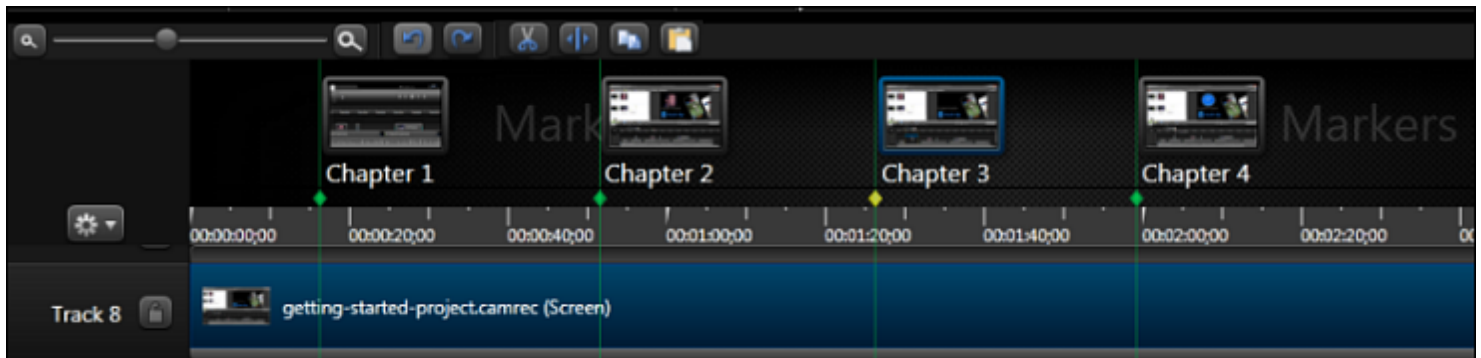 Markers
Chapter 1
Chapter 2
Chapter 3
Chapter 4
00:00:00;00 00:00:20;00 00:00:40;00 00:01:00;00 00:01:20;00 00:01:40;00 00:02:00;00 00:02:20;00
Track 8
getting-started-project.camrec (Screen)